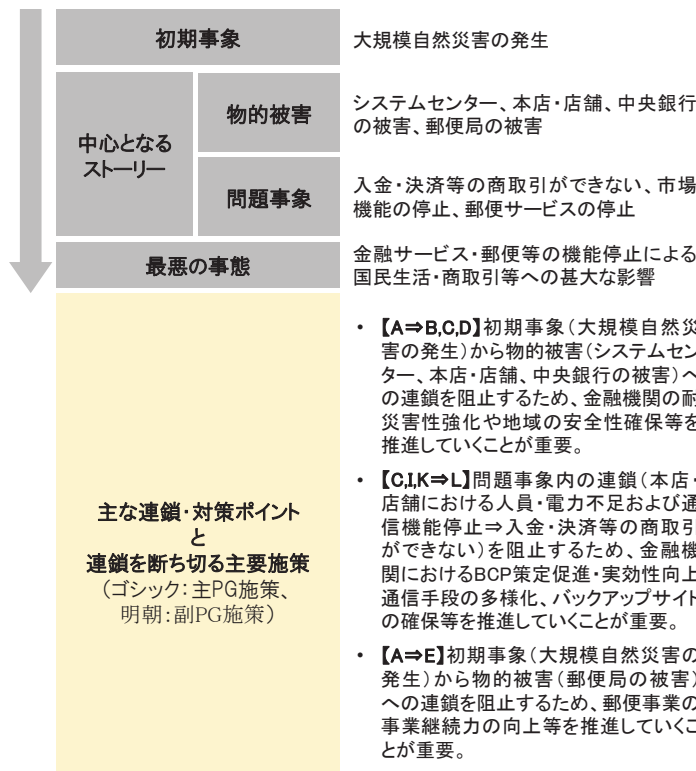 初期事象
大規模自然災害の発生
中心となる
ストーリー
物的被害
システムセンター、本店・店舗、中央銀行
の被害、郵便局の被害
問題事象
入金・決済等の商取引ができない、市場
機能の停止、郵便サービスの停止
最悪の事態
金融サービス・郵便等の機能停止による
国民生活・商取引等への甚大な影響
主な連鎖・対策ポイント
と
連鎖を断ち切る主要施策
（ゴシック：主PG施策、
明朝：副PG施策）
• 【A⇒B,C,D】初期事象（大規模自然災
害の発生）から物的被害（システムセン
ター、本店・店舗、中央銀行の被害）へ
の連鎖を阻止するため、金融機関の耐
災害性強化や地域の安全性確保等を
推進していくことが重要。
• 【C,I,K⇒L】問題事象内の連鎖（本店・
店舗における人員・電力不足および通
信機能停止⇒入金・決済等の商取引
ができない）を阻止するため、金融機
関におけるBCP策定促進・実効性向上
通信手段の多様化、バックアップサイト
の確保等を推進していくことが重要。
• 【A⇒E】初期事象（大規模自然災害の
発生）から物的被害（郵便局の被害）
への連鎖を阻止するため、郵便事業の
事業継続力の向上等を推進していくこ
とが重要。